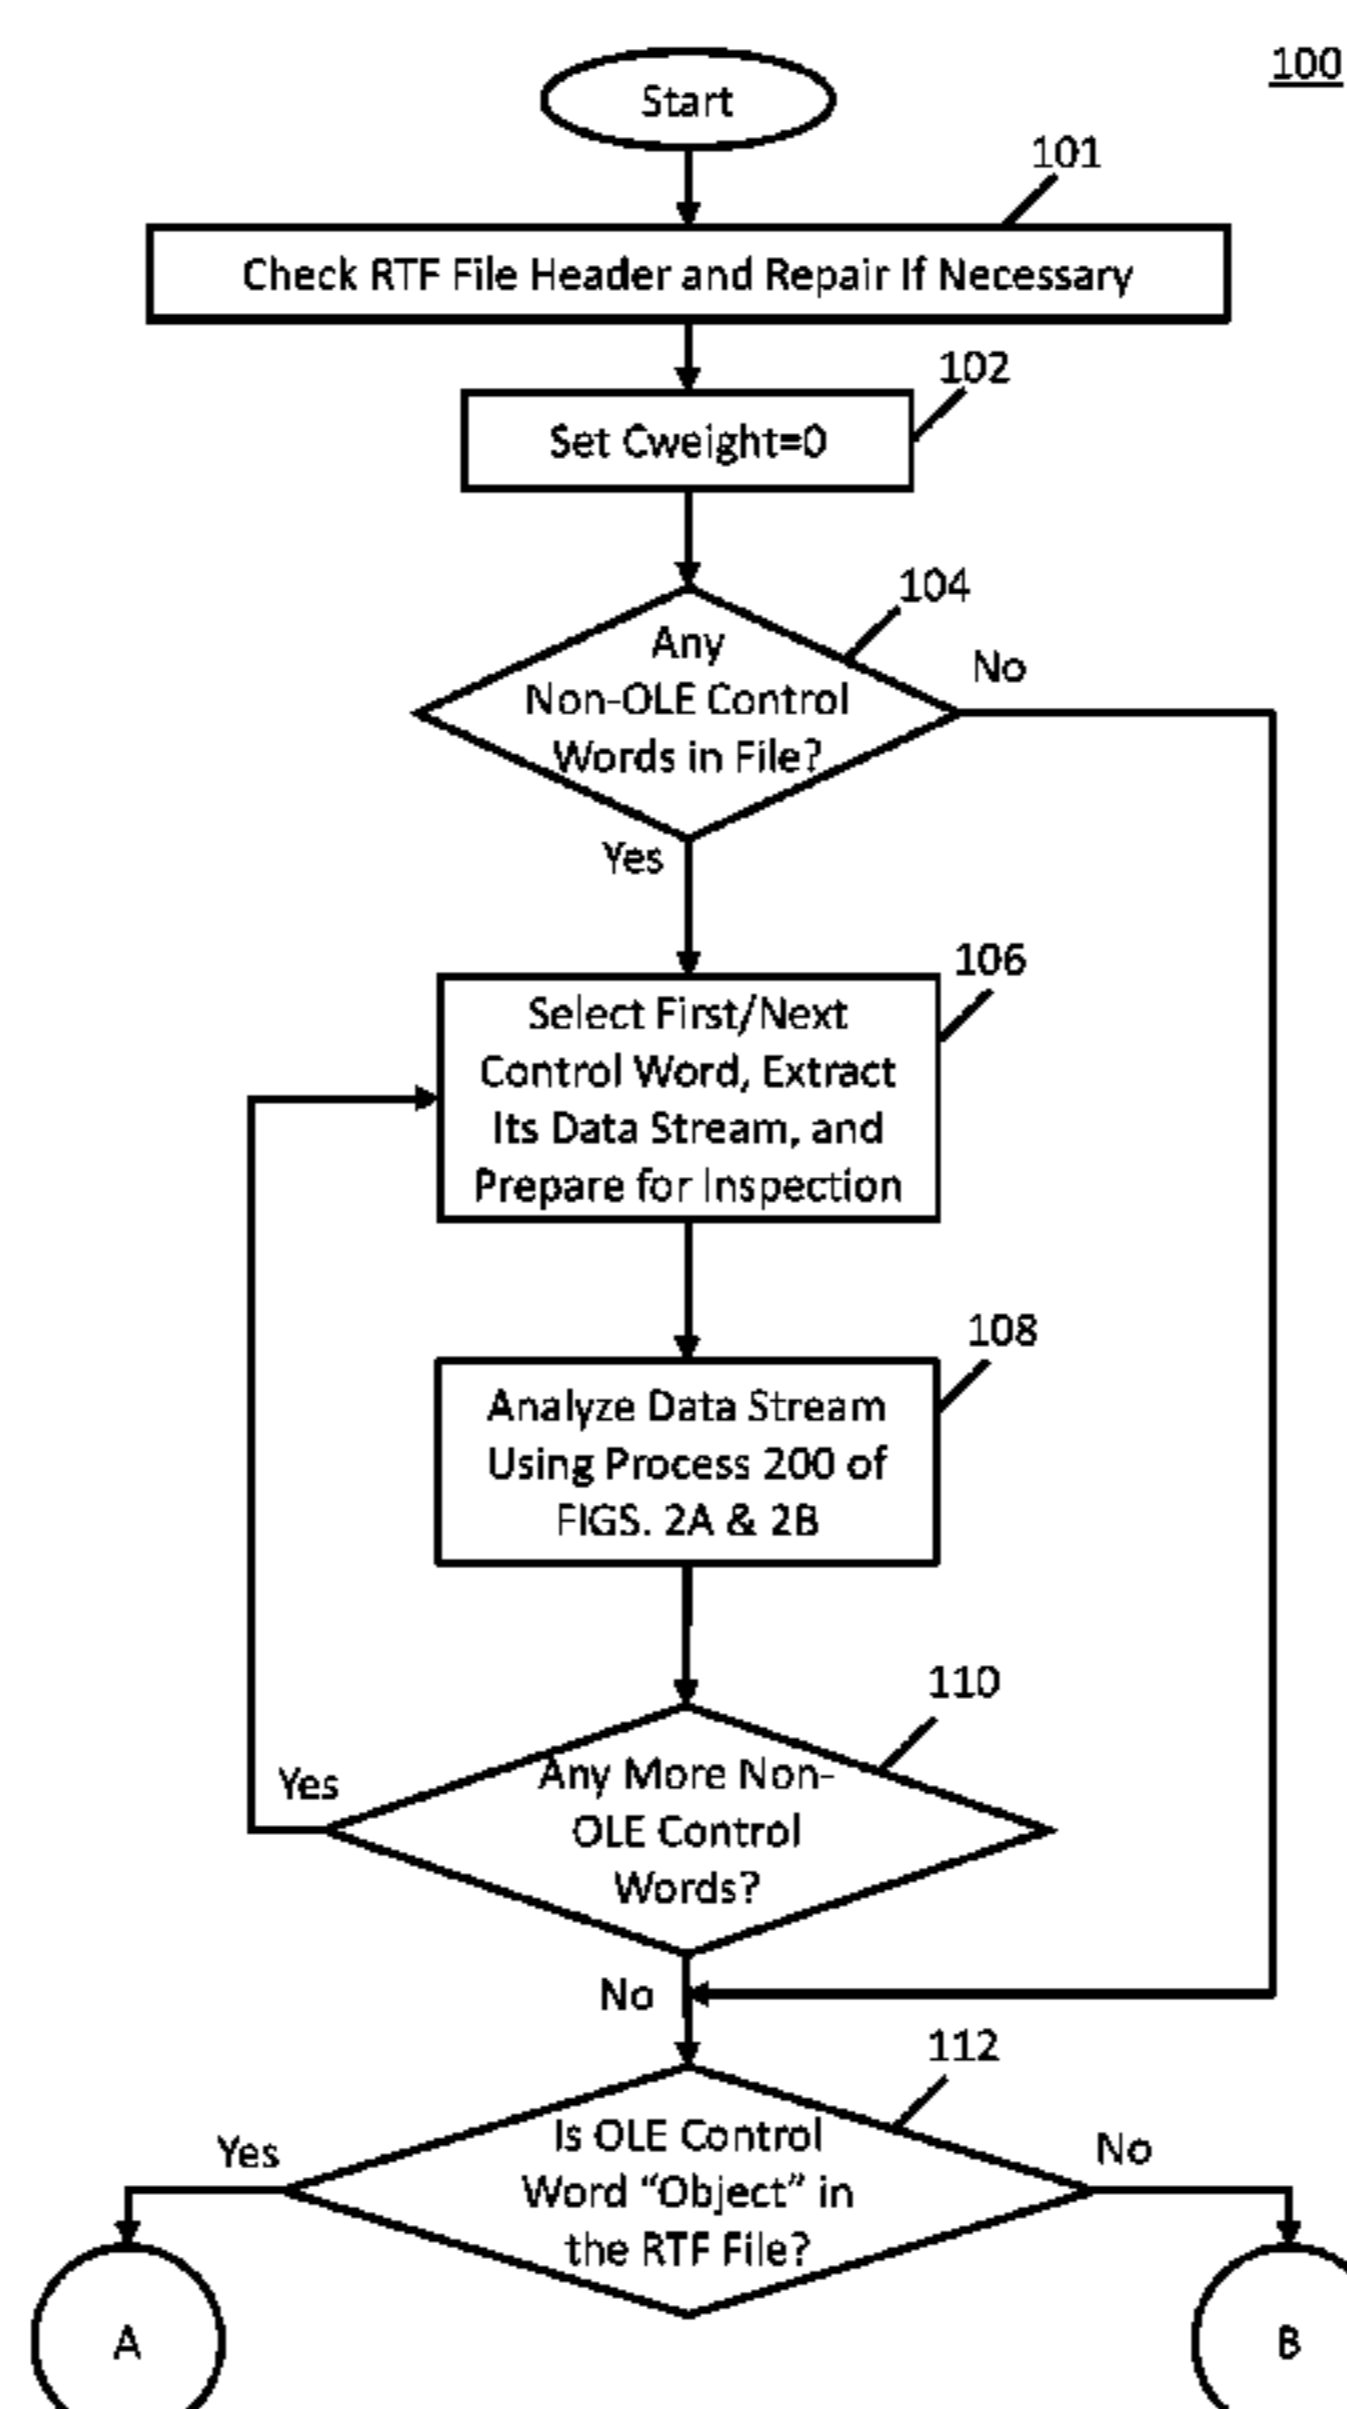 100
Start
101
Check RTF File Header and Repair If Necessary
102
Set Cweight=0
104
Any
Non-OLE Control
Words in File?
No
Yes
106
Select First/Next
Control Word, Extract
Its Data Stream, and
Prepare for Inspection
108
Analyze Data Stream
Using Process 200 of
FIGS. 2A & 2B
110
Any More Non-
OLE Control
Words?
Yes
No
112
Is OLE Control
Word “Object” in
the RTF File?
Yes
No
A
B